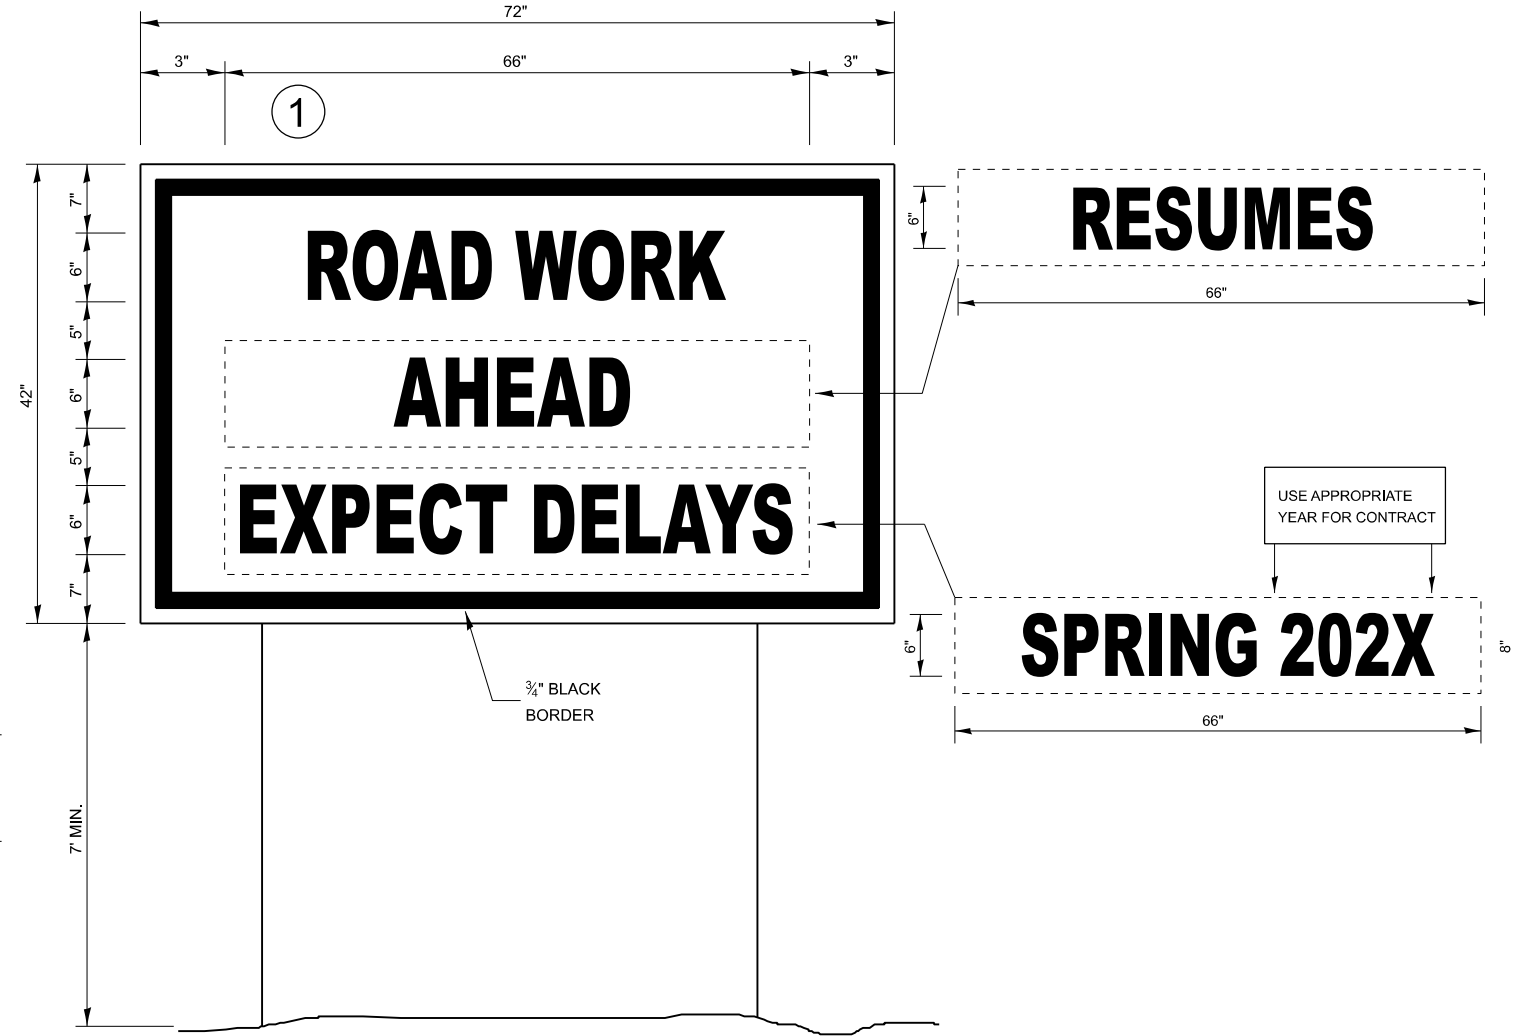 72"
3"
66"
3"
1
7"
6"
5"
6"
5"
6"
7"
42"
7' MIN.
ROAD WORK
AHEAD
EXPECT DELAYS
¾" BLACK
BORDER
6"
RESUMES
66"
USE APPROPRIATE
YEAR FOR CONTRACT
6"
SPRING 202X
8"
66"